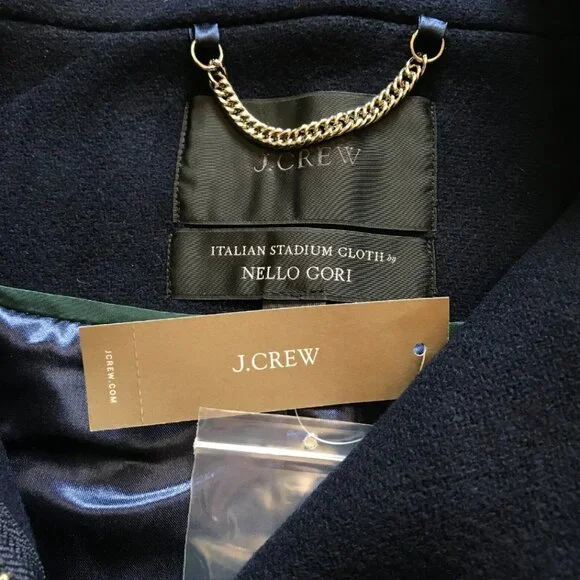 J.CREW
ITALIAN STADIUM CLOTH by
NELLO GORI
J.CREW
JCREW.COM